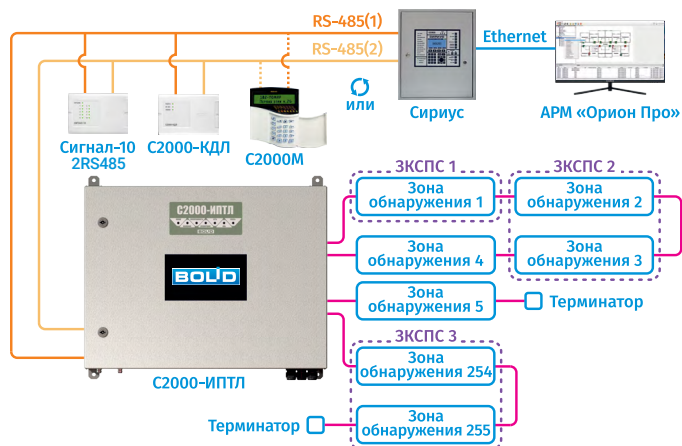 RS-485(1)
RS-485(2)
Ethernet
или
Сириус
АРМ «Орион Про»
Сигнал-10
2RS485
С2000-КДЛ
С2000М
ЗКСПС 1
ЗКСПС 2
Зона
обнаружения 1
Зона
обнаружения 2
С2000-ИПТЛ
BOLID
Зона
обнаружения 4
Зона
обнаружения 3
Зона
обнаружения 5
Терминатор
ЗКСПС 3
Зона
обнаружения 254
С2000-ИПТЛ
Терминатор
Зона
обнаружения 255